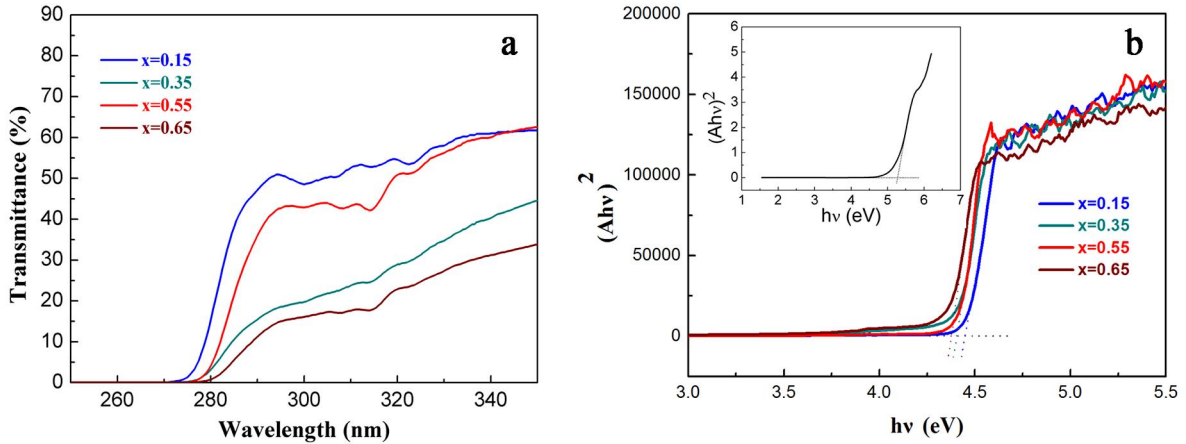 a
x=0.15
x=0.35
x=0.55
x=0.65
Transmittance (%)
90
80
70
60
50
40
30
20
10
0
260 280 300 320 340
Wavelength (nm)
b
(Ahν)²
200000
150000
100000
50000
0
3.0 3.5 4.0 4.5 5.0 5.5
hν (eV)
x=0.15
x=0.35
x=0.55
x=0.65
(Ahν)²
6
5
4
3
2
1
0
1 2 3 4 5 6 7
hν (eV)